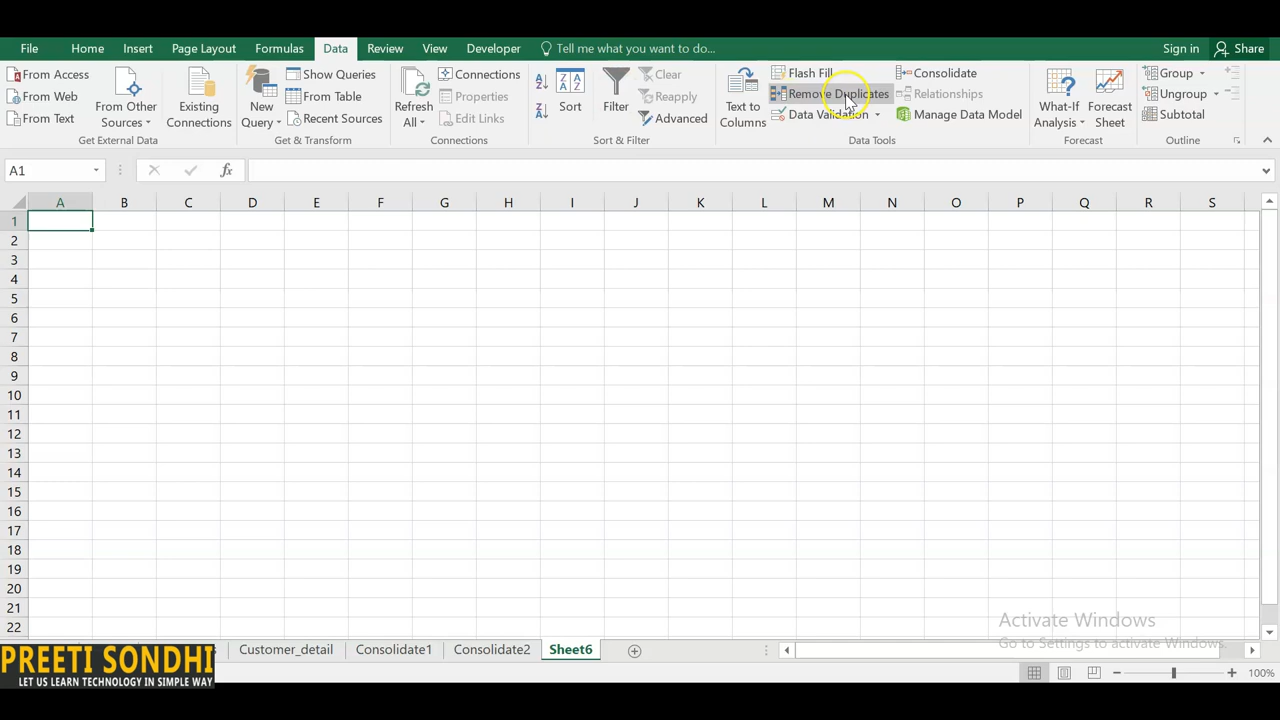 File Home Insert Page Layout Formulas Data Review View Developer Tell me what you want to do... Sign in Share
From Access
From Web
From Text
From Other Sources
Existing Connections
Get External Data
New Query
Show Queries
From Table
Recent Sources
Get & Transform
Refresh All
Connections
Properties
Edit Links
Connections
A Z
Z A
Sort
Filter
Clear
Reapply
Advanced
Sort & Filter
Text to Columns
Flash Fill
Remove Duplicates
Data Validation
Consolidate
Relationships
Manage Data Model
Data Tools
What-If Analysis
Forecast Sheet
Forecast
Group
Ungroup
Subtotal
Outline
A1 fx
A B C D E F G H I J K L M N O P Q R S
1
2
3
4
5
6
7
8
9
10
11
12
13
14
15
16
17
18
19
20
21
22
Activate Windows
Go to Settings to activate Windows.
Customer_detail Consolidate1 Consolidate2 Sheet6
PREETI SONDHI
LET US LEARN TECHNOLOGY IN SIMPLE WAY
100%